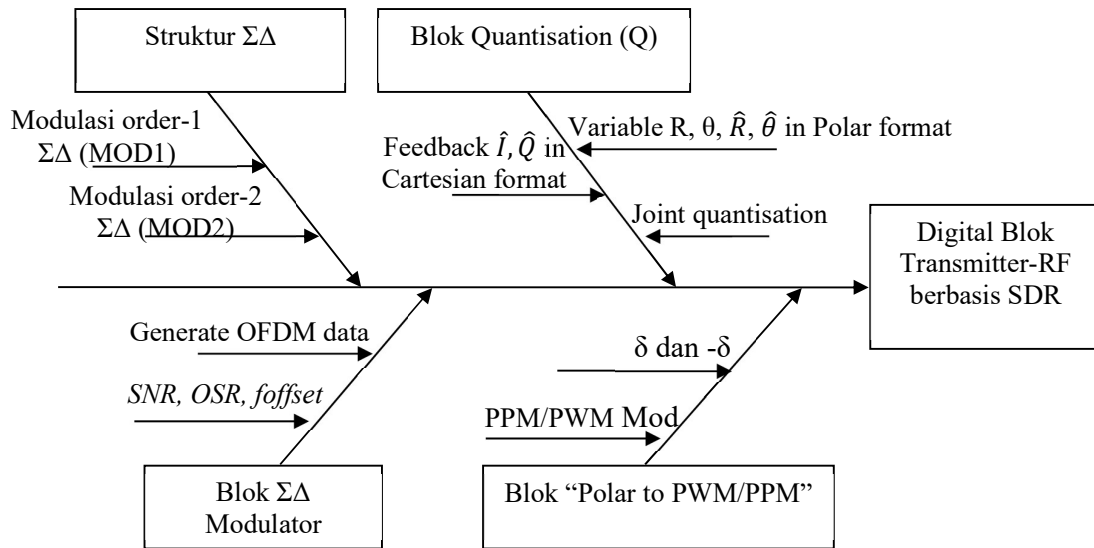 Struktur ΣΔ
Blok Quantisation (Q)
Modulasi order-1
ΣΔ (MOD1)
Modulasi order-2
ΣΔ (MOD2)
Variable R, θ, R̂, θ̂ in Polar format
Feedback Î, Q̂ in
Cartesian format
Joint quantisation
Digital Blok
Transmitter-RF
berbasis SDR
Generate OFDM data
SNR, OSR, foffset
δ dan -δ
PPM/PWM Mod
Blok ΣΔ
Modulator
Blok “Polar to PWM/PPM”